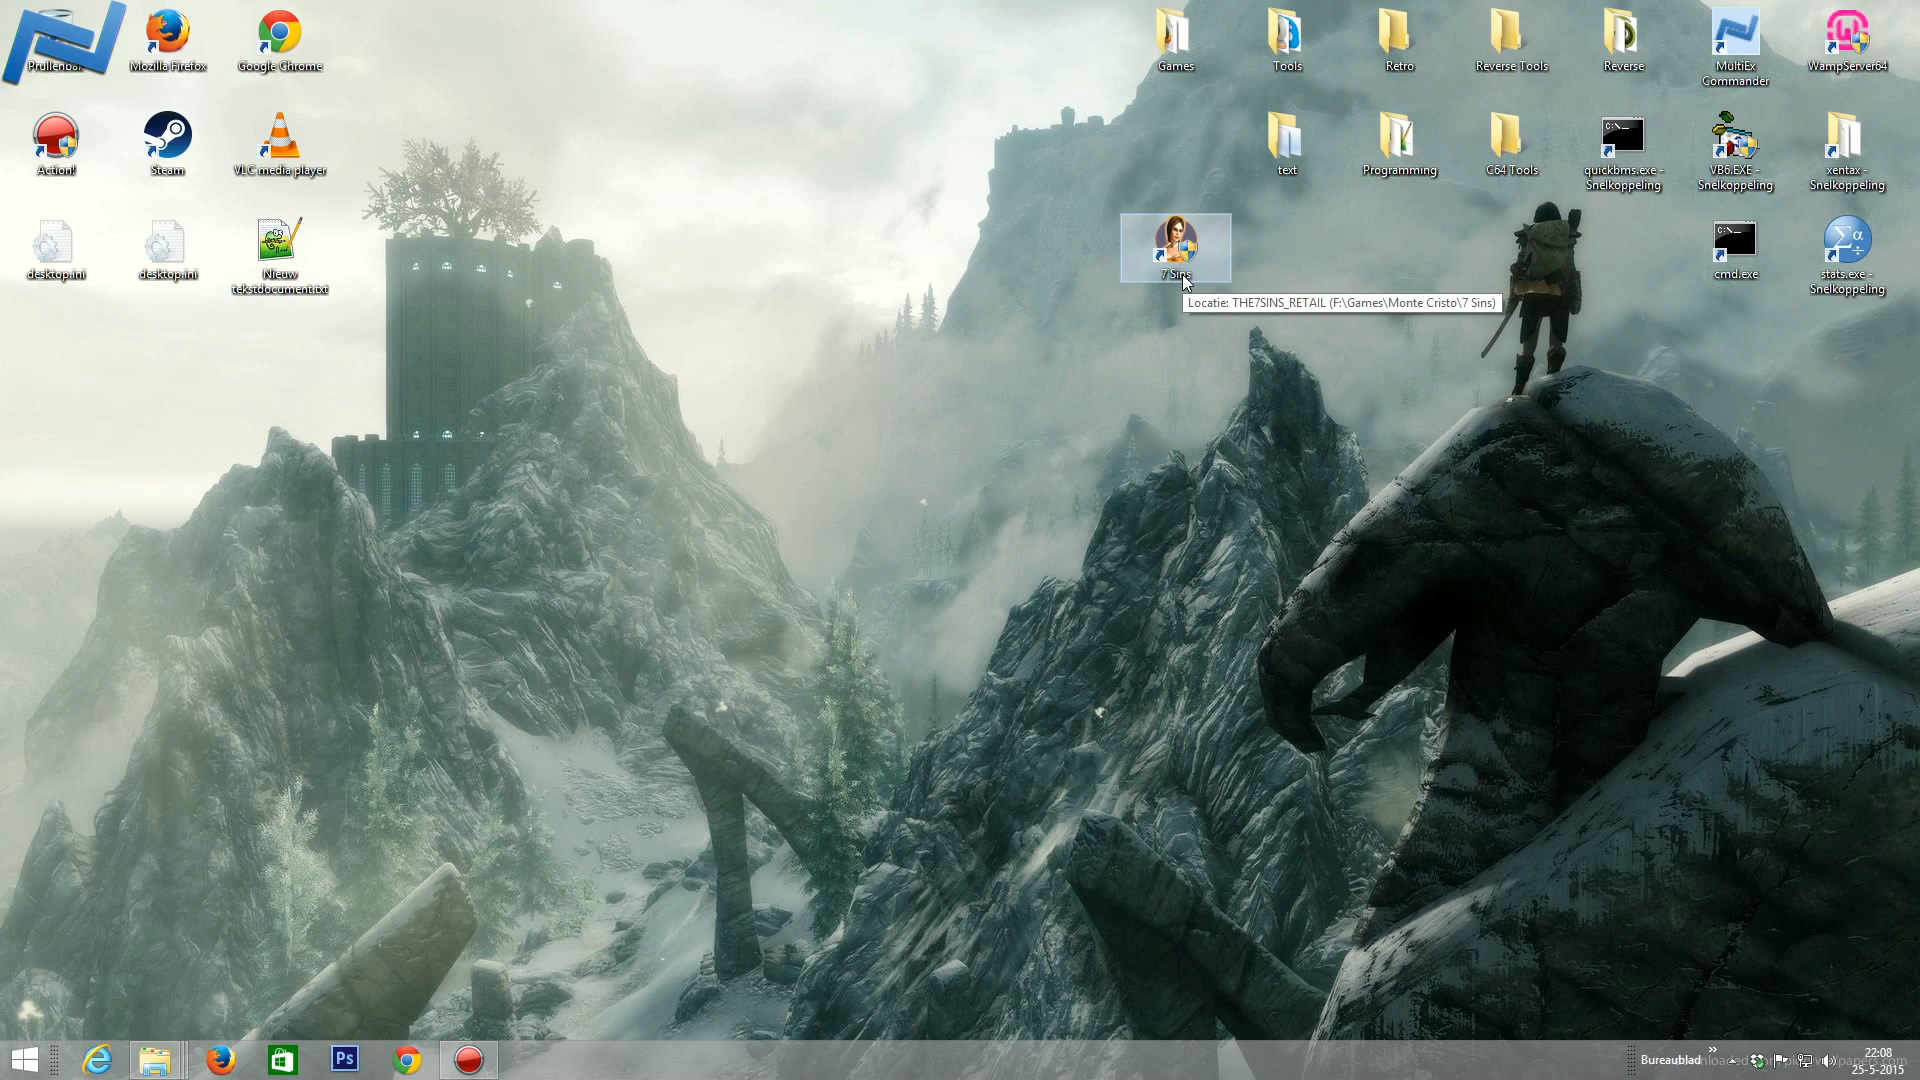 Prullenbak
Mozilla Firefox
Google Chrome
Games
Tools
Retro
Reverse Tools
Reverse
MultiEx
Commander
WampServer64
Action!
Steam
VLC media player
text
Programming
C64 Tools
C:\._
quickbms.exe -
Snelkoppeling
VB6.EXE -
Snelkoppeling
xentax -
Snelkoppeling
desktop.ini
desktop.ini
Nieuw
tekstdocument.txt
7 Sins
C:\._
cmd.exe
Σα
÷
stats.exe -
Snelkoppeling
Locatie: THE7SINS_RETAIL (F:\Games\Monte Cristo\7 Sins)
Ps
Bureaublad
»
22:08
25-5-2015